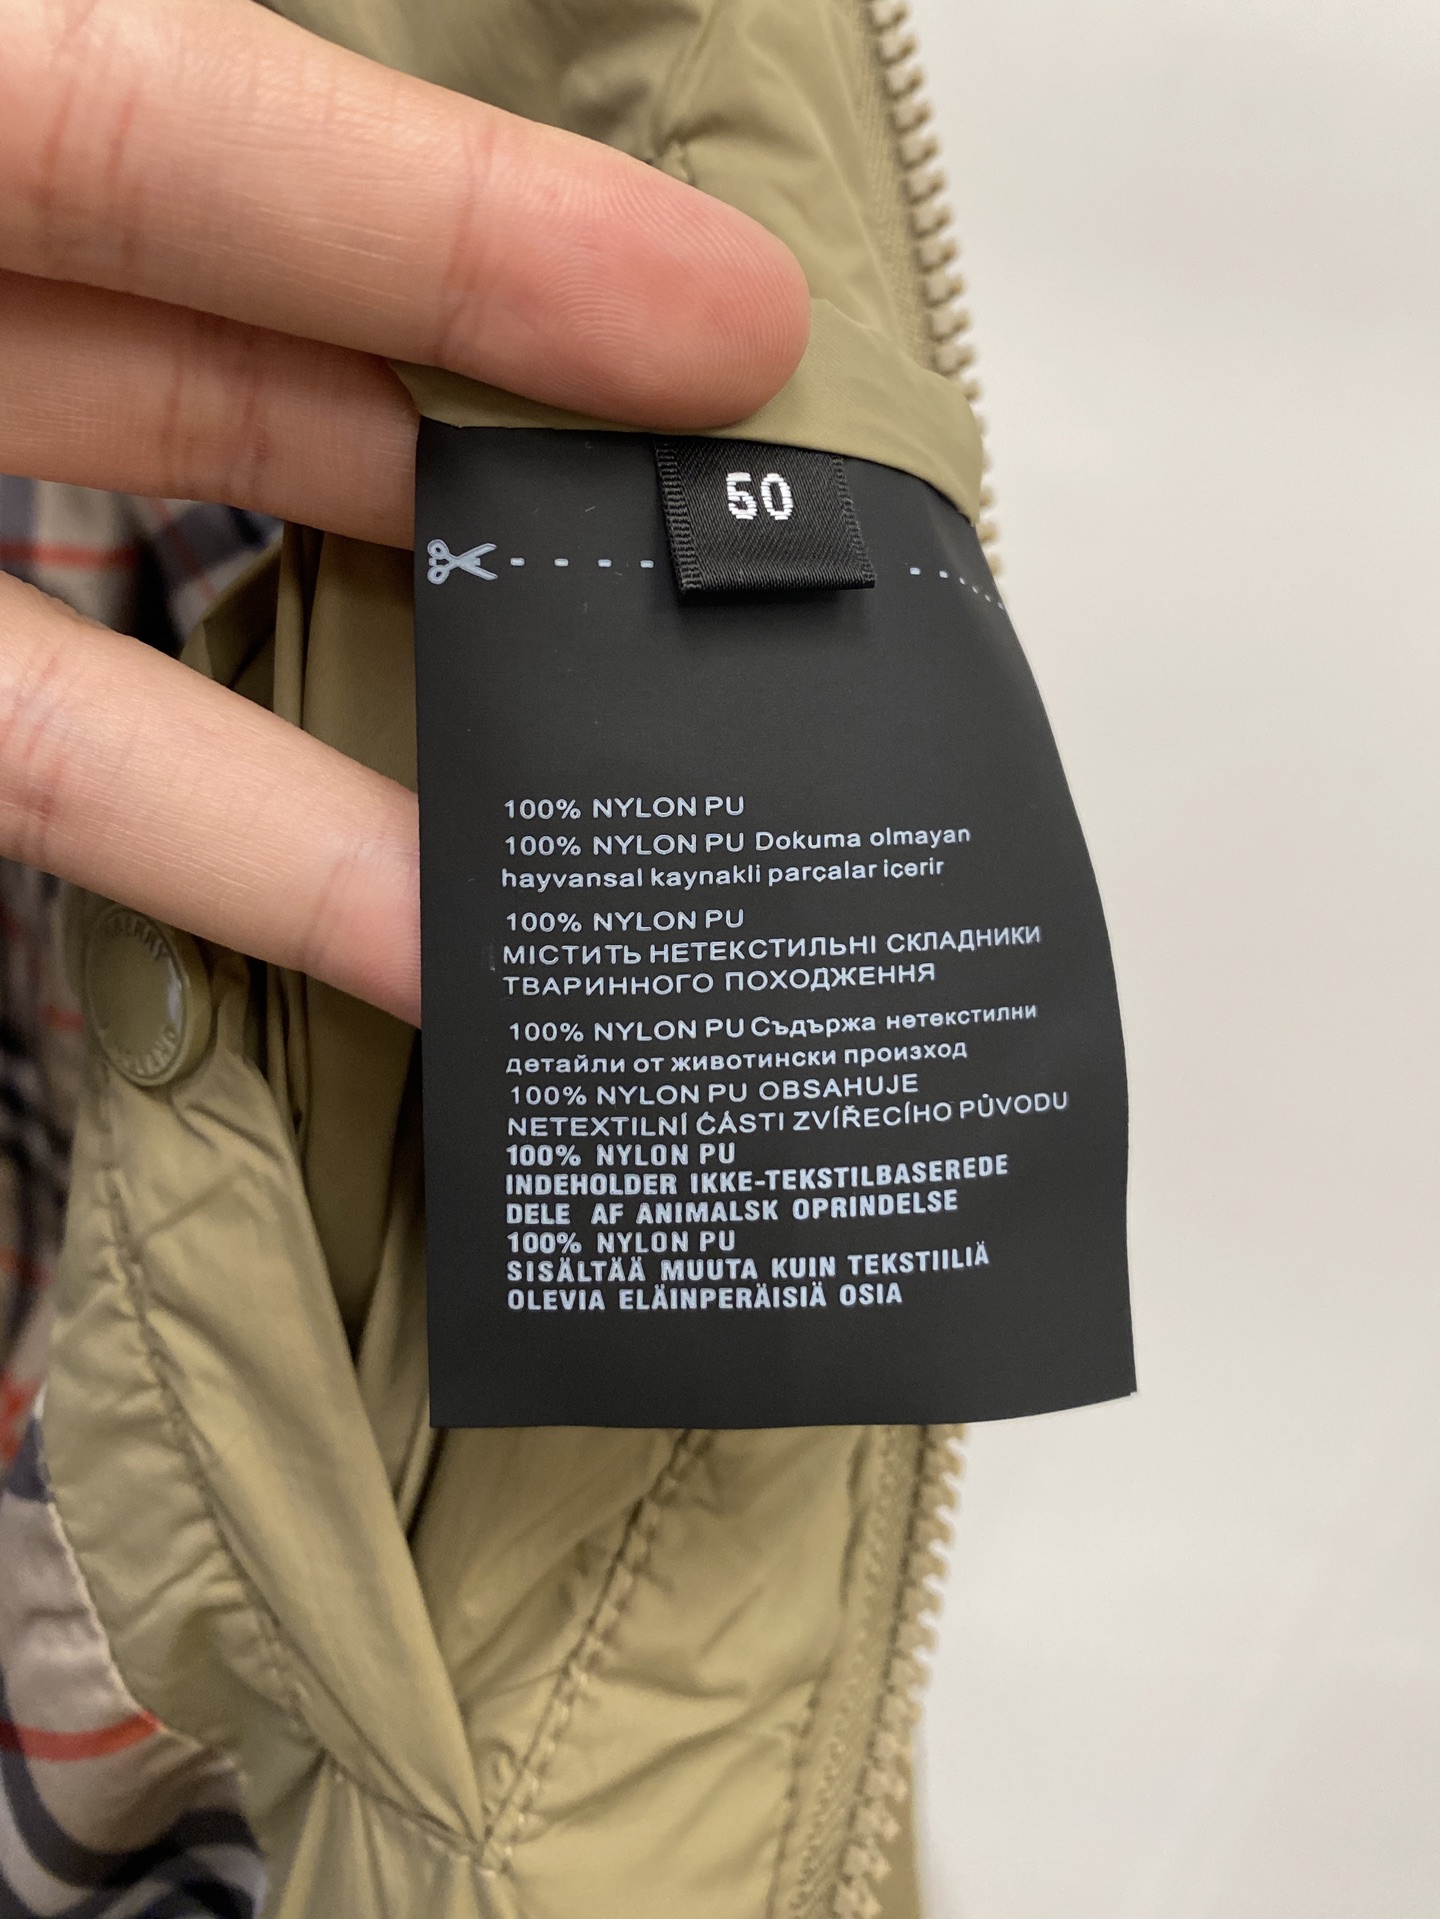 50
100% NYLON PU
100% NYLON PU Dokuma olmayan
hayvansal kaynakli parçalar içerir
100% NYLON PU
МІСТИТЬ НЕТЕКСТИЛЬНІ СКЛАДНИКИ
ТВАРИННОГО ПОХОДЖЕННЯ
100% NYLON PU Съдържа нетекстилни
детайли от животински произход
100% NYLON PU OBSAHUJE
NETEXTILNÍ ĆÁSTI ZVÍŘECÍHO PŮVODU
100% NYLON PU
INDEHOLDER IKKE-TEKSTILBASEREDE
DELE AF ANIMALSK OPRINDELSE
100% NYLON PU
SISÄLTÄÄ MUUTA KUIN TEKSTIILIÄ
OLEVIA ELÄINPERÄISIÄ OSIA